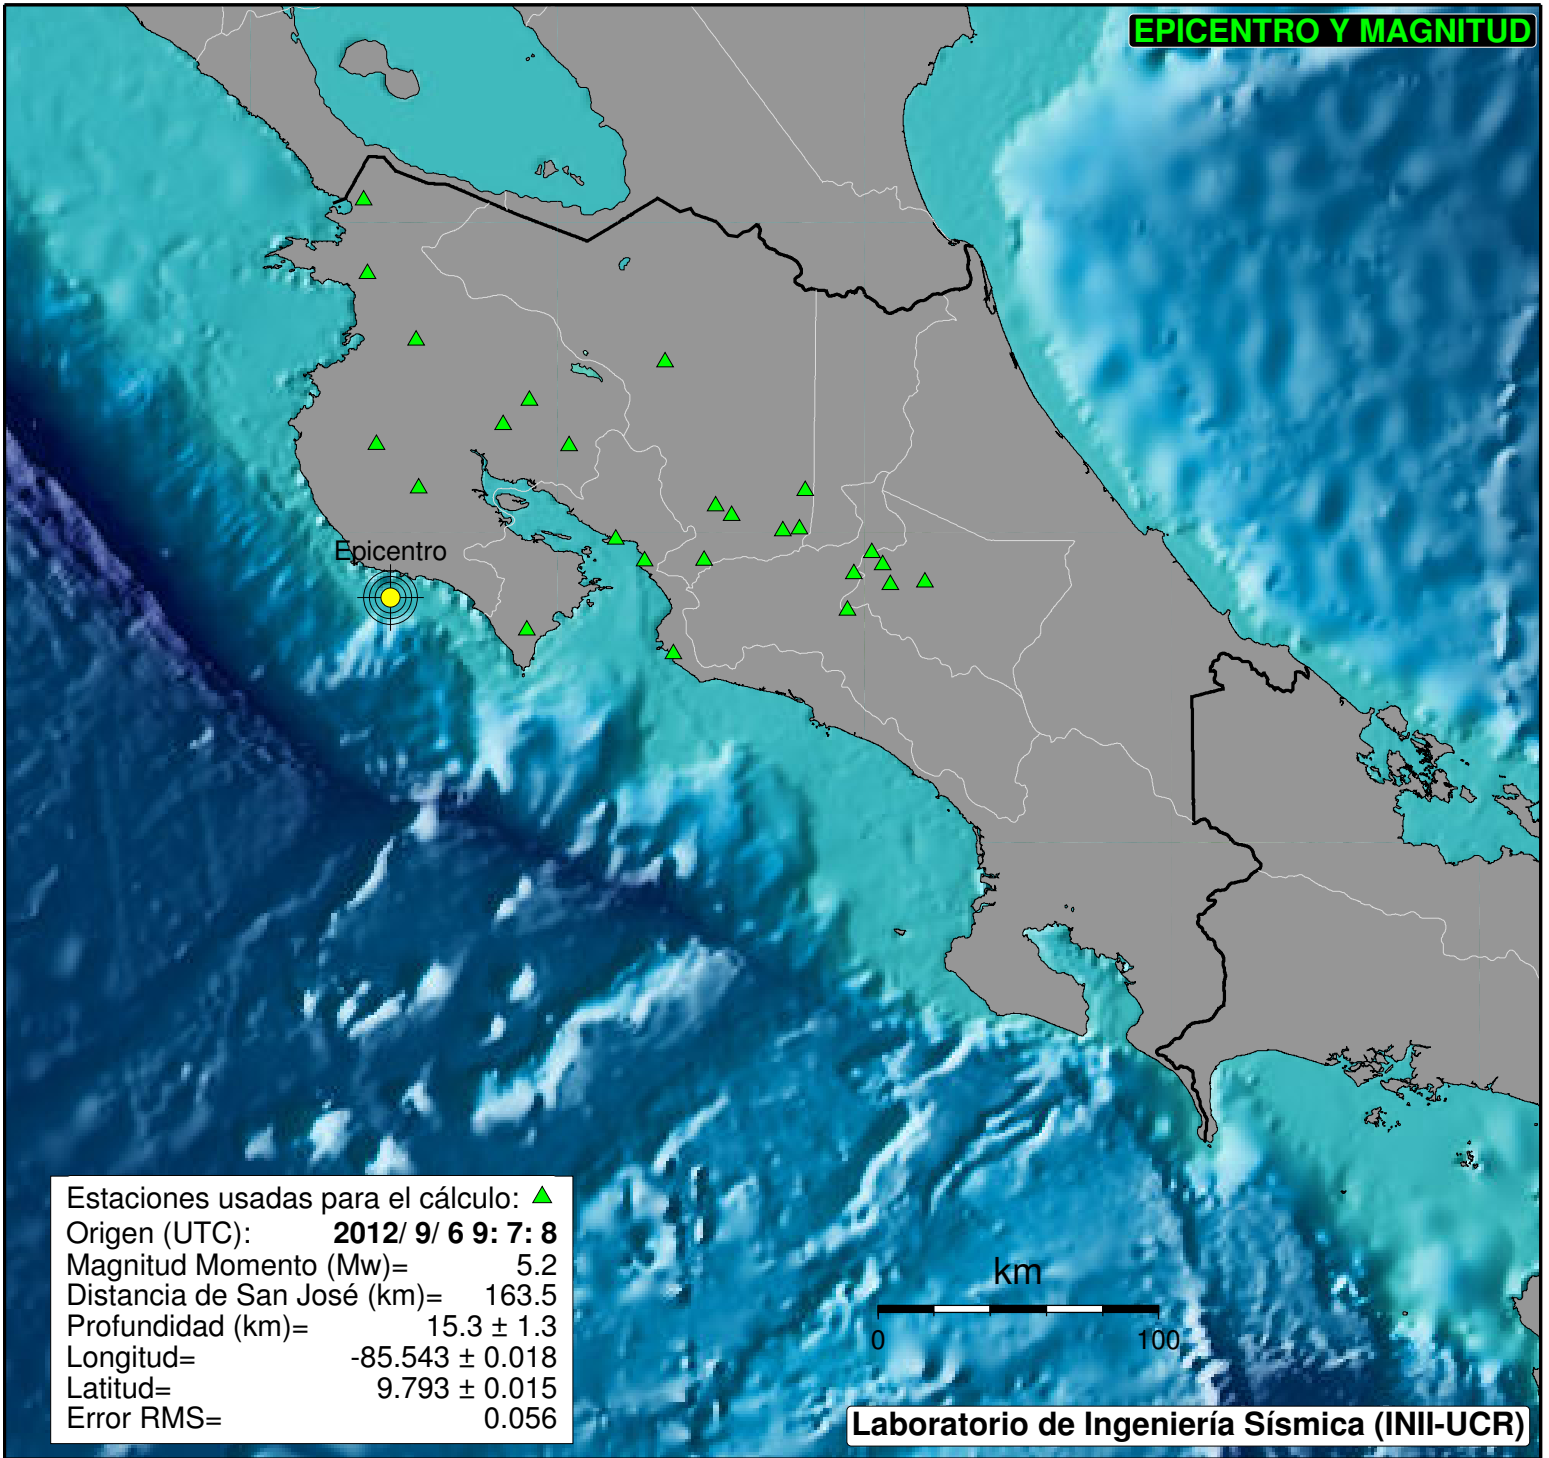 EPICENTRO Y MAGNITUD
Epicentro
Estaciones usadas para el cálculo:
Origen (UTC): 2012/ 9/ 6 9: 7: 8
Magnitud Momento (Mw)= 5.2
Distancia de San José (km)= 163.5
Profundidad (km)= 15.3 ± 1.3
Longitud= -85.543 ± 0.018
Latitud= 9.793 ± 0.015
Error RMS= 0.056
km
0 100
Laboratorio de Ingeniería Sísmica (INII-UCR)